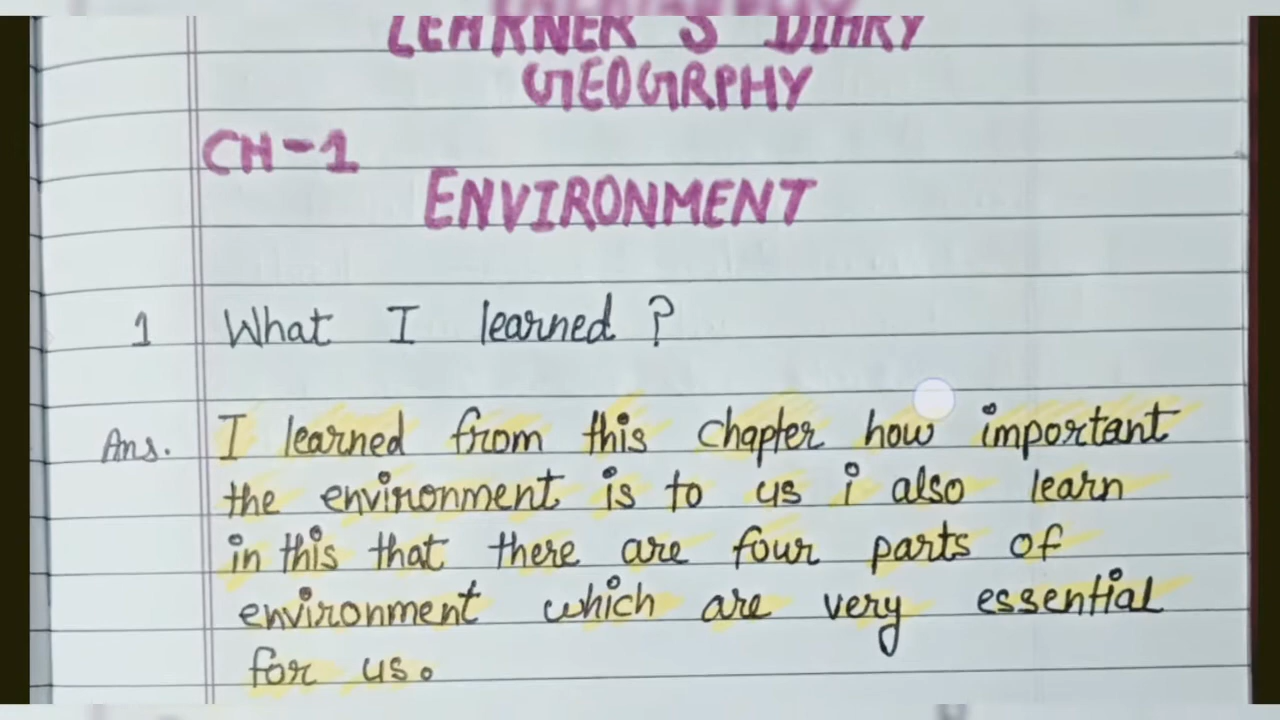 LEARNER'S DIARY
GEOGRPHY
CH-1
ENVIRONMENT
1 What I learned ?
Ans. I learned from this chapter how important
the environment is to us i also learn
in this that there are four parts of
environment which are very essential
for us.